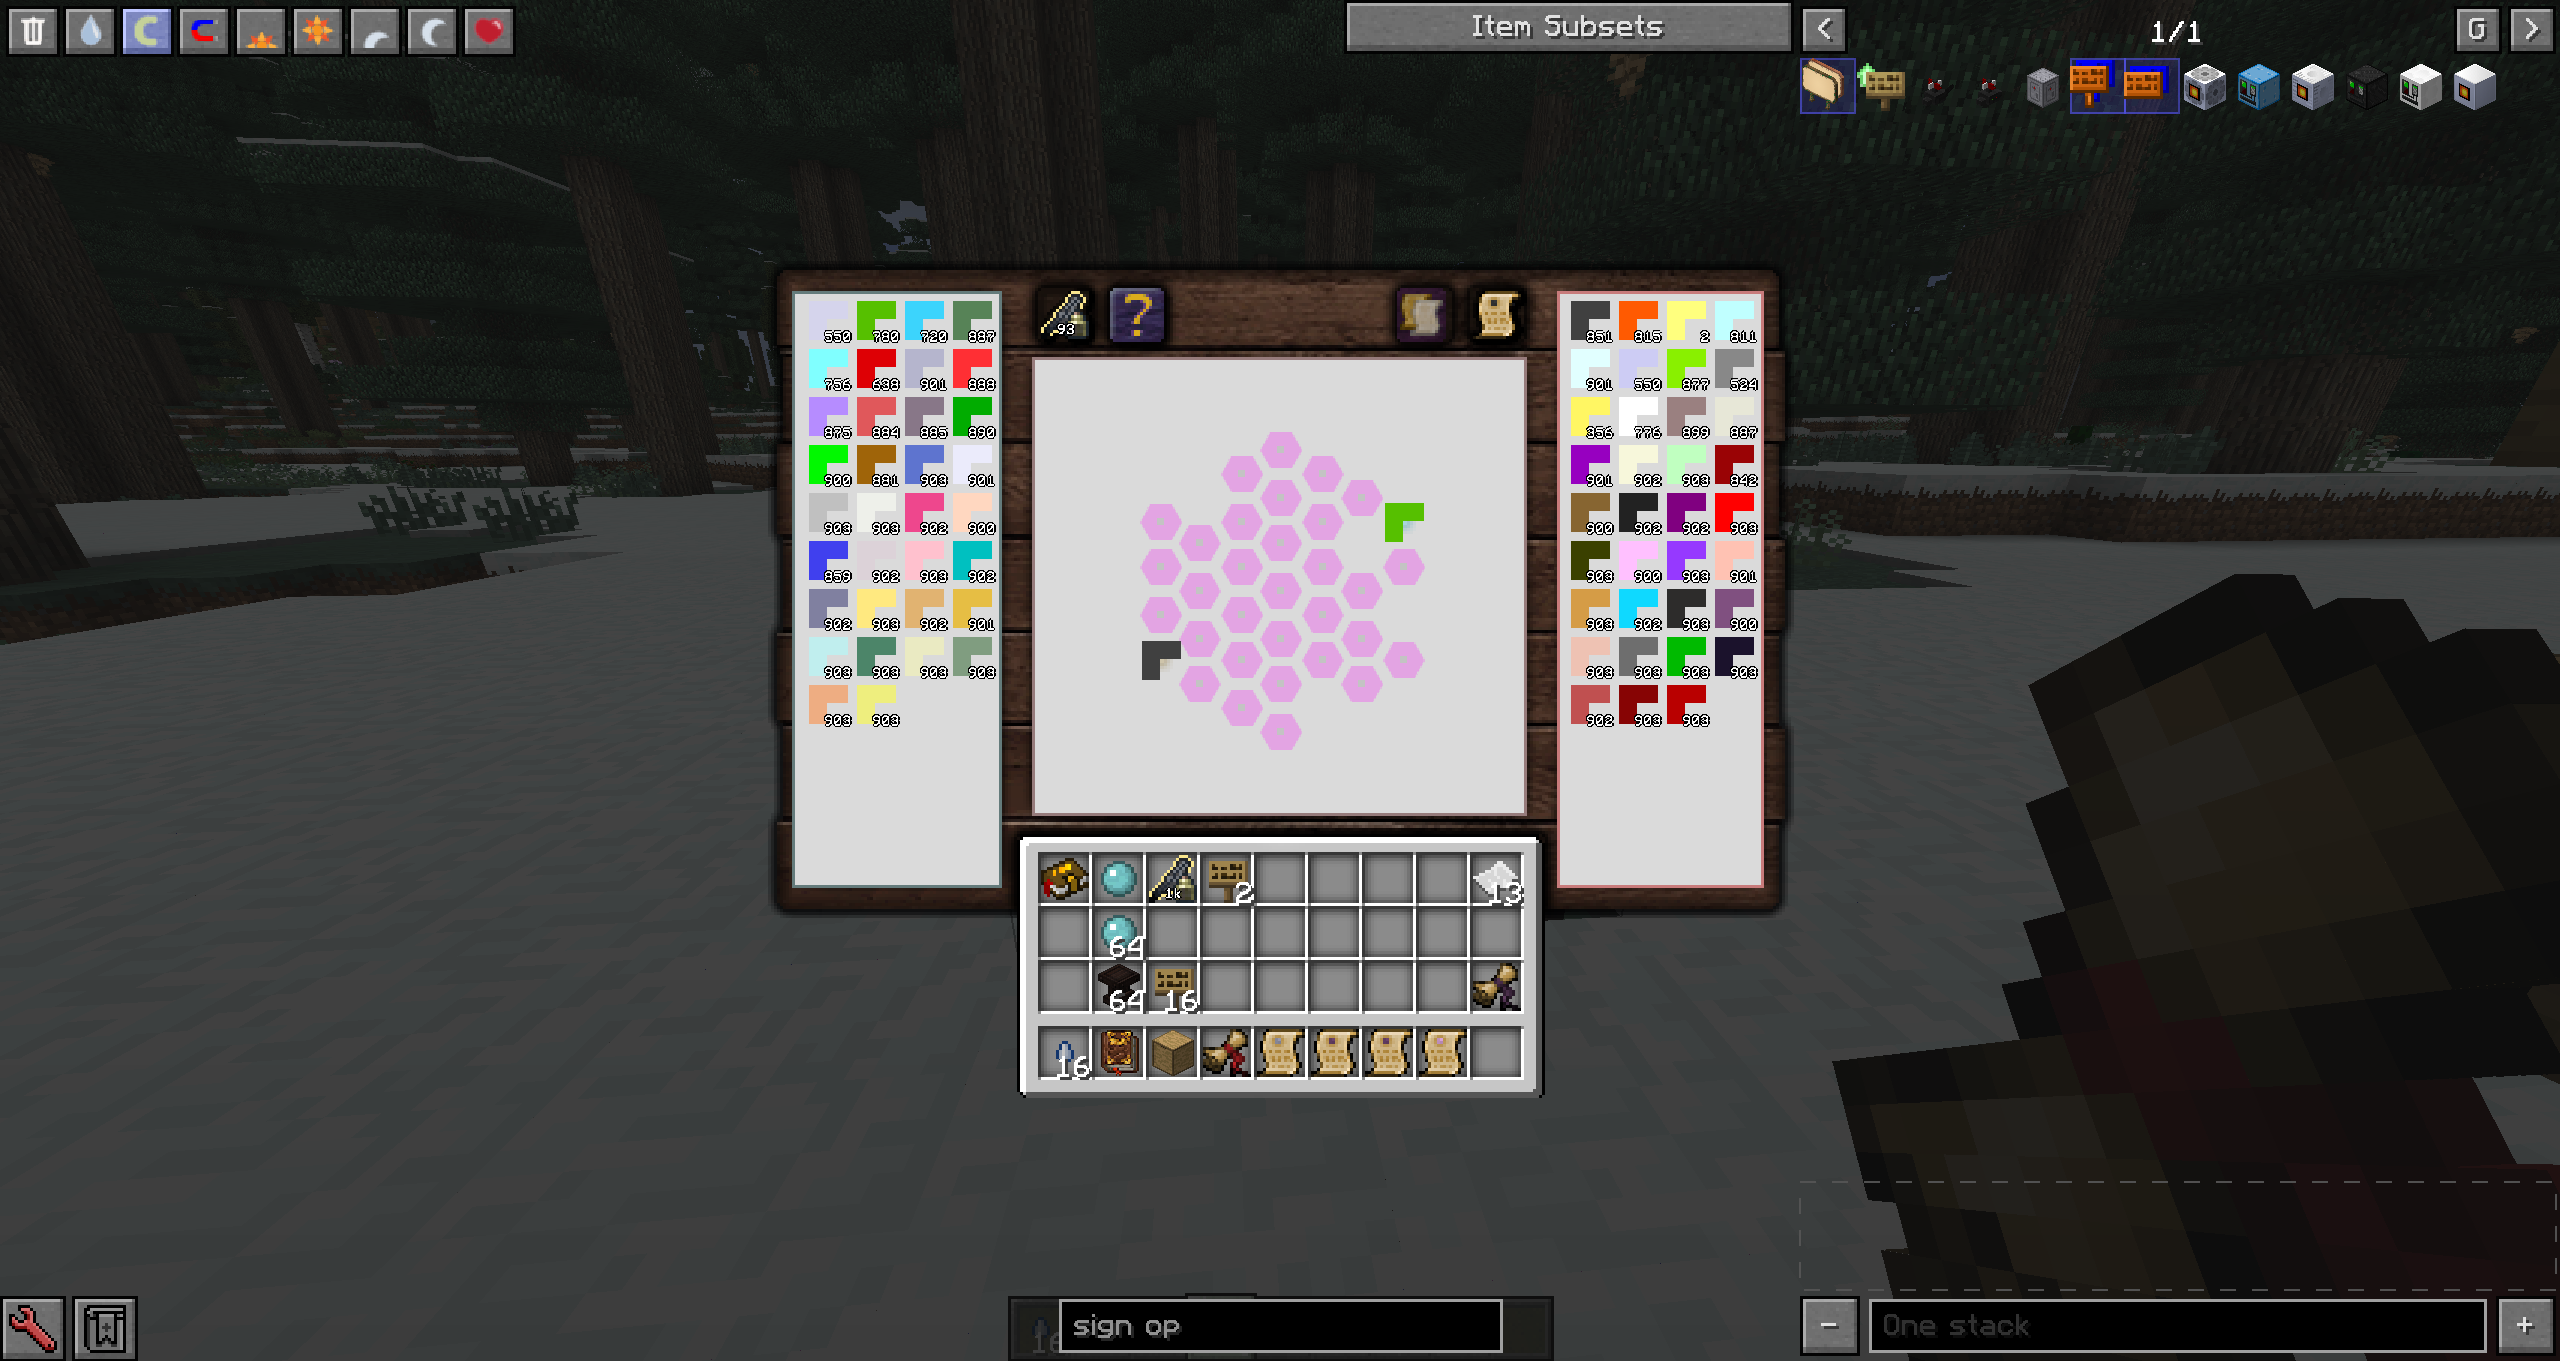 Item Subsets
1/1
G
93
?
550 780 720 887
756 638 901 888
875 884 885 890
900 881 903 901
903 903 902 900
859 902 903 902
902 903 902 901
903 903 903 903
903 903
851 815 2 811
901 550 877 524
356 776 899 887
901 902 903 842
900 902 902 903
903 900 903 901
903 902 903 900
903 903 903 903
902 903 903
1k
2
13
64
64
16
16
sign op
-
One stack
+